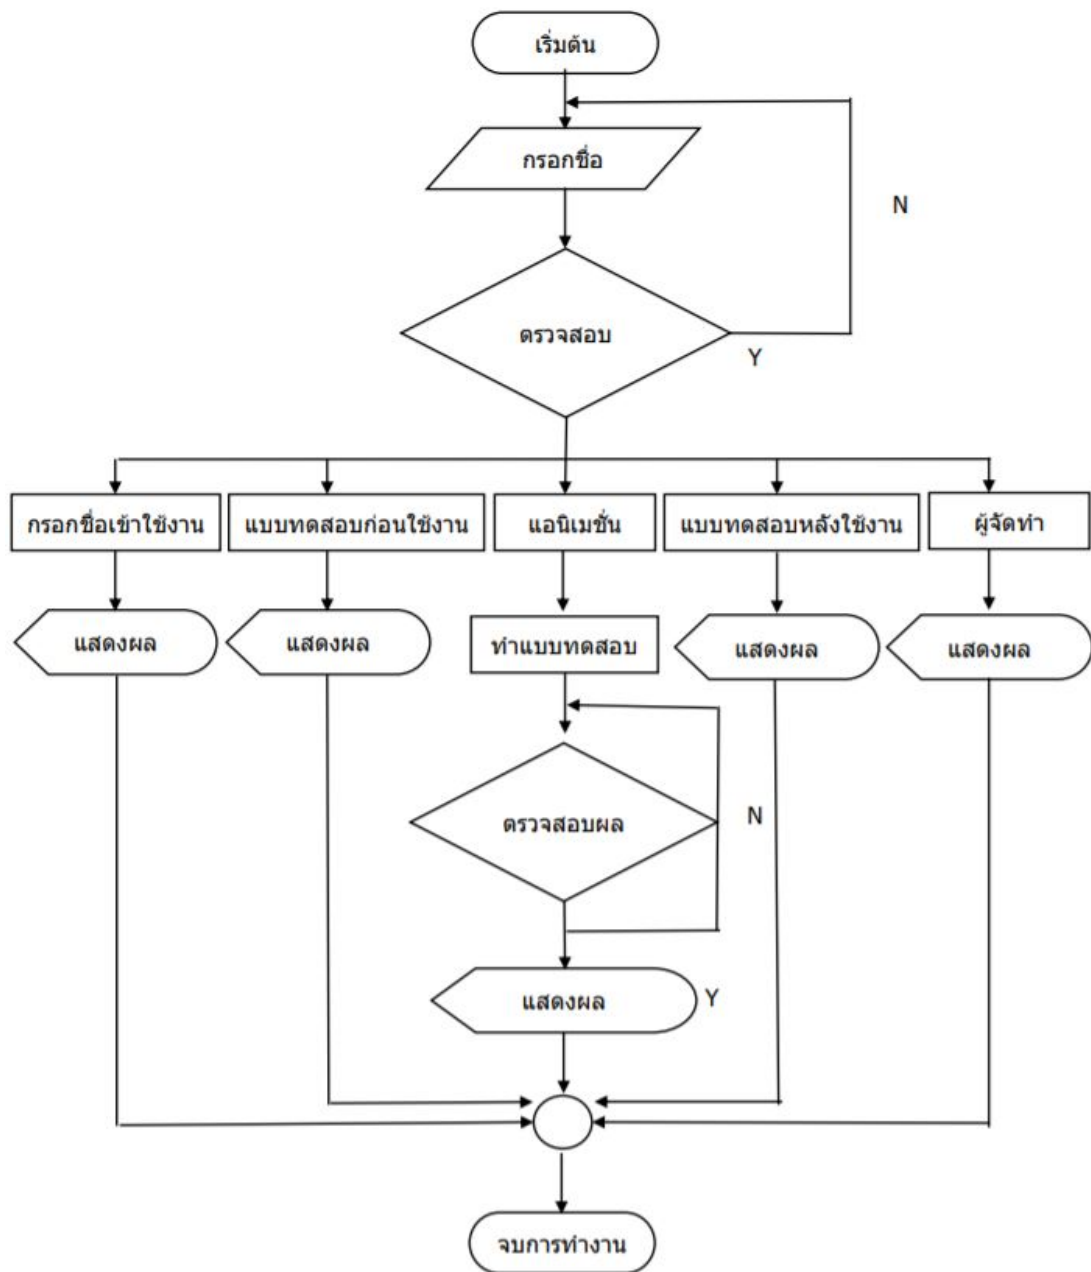 เริ่มต้น
กรอกชื่อ
N
ตรวจสอบ
Y
กรอกชื่อเข้าใช้งาน
แบบทดสอบก่อนใช้งาน
แอนิเมชั่น
แบบทดสอบหลังใช้งาน
ผู้จัดทำ
แสดงผล
แสดงผล
ทำแบบทดสอบ
แสดงผล
แสดงผล
ตรวจสอบผล
N
แสดงผล
Y
จบการทำงาน